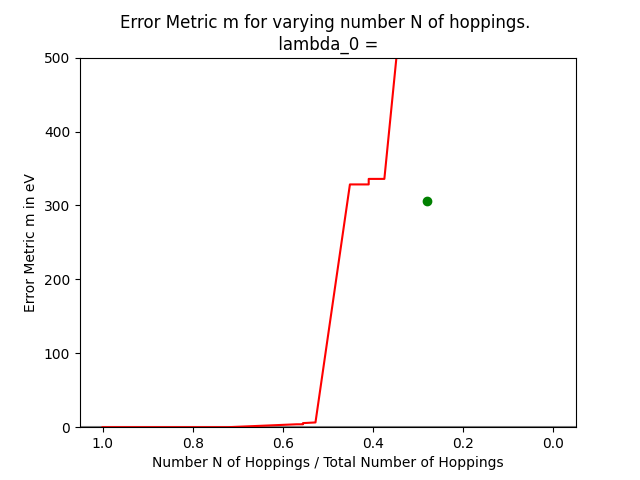 Error Metric m for varying number N of hoppings.
lambda_0 =
500
400
300
200
100
0
Error Metric m in eV
1.0 0.8 0.6 0.4 0.2 0.0
Number N of Hoppings / Total Number of Hoppings